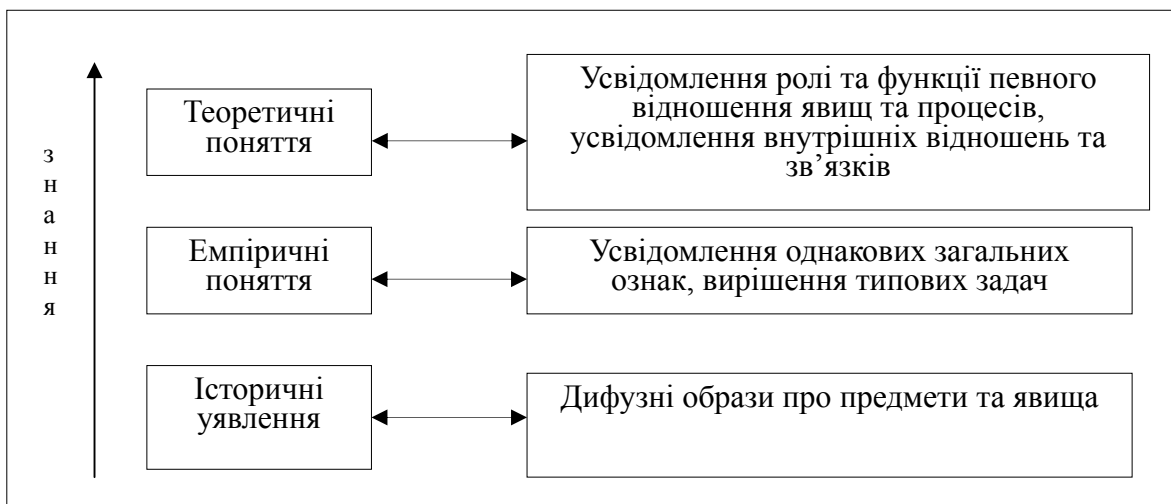 знання
Теоретичні
поняття
Усвідомлення ролі та функції певного
відношення явищ та процесів,
усвідомлення внутрішніх відношень та
зв’язків
Емпіричні
поняття
Усвідомлення однакових загальних
ознак, вирішення типових задач
Історичні
уявлення
Дифузні образи про предмети та явища